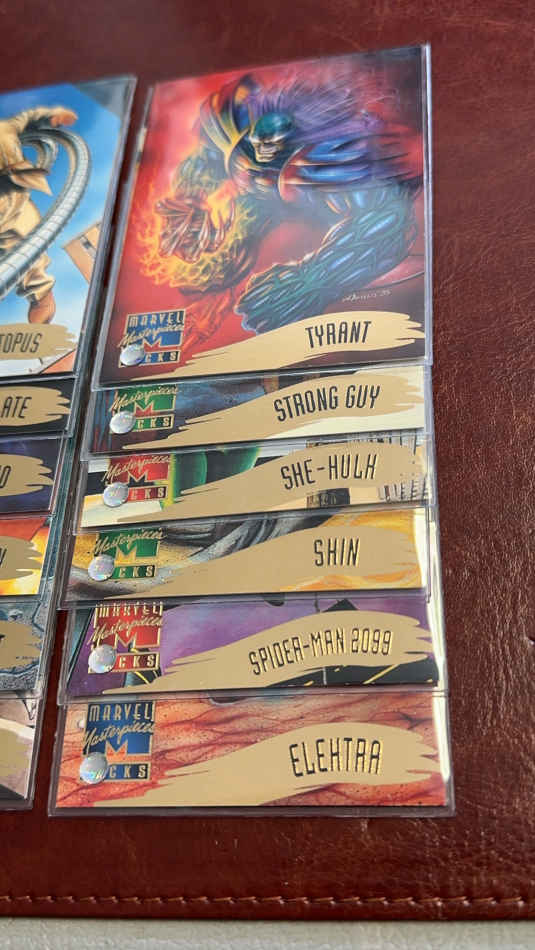 TOPUS
ATE
MARVEL
Masterpieces
CKS
TYRANT
Masterpieces
CKS
STRONG GUY
Masterpieces
CKS
SHE-HULK
Masterpieces
CKS
SHIN
MARVEL
Masterpieces
CKS
SPIDER-MAN 2099
MARVEL
Masterpieces
CKS
ELEKTRA